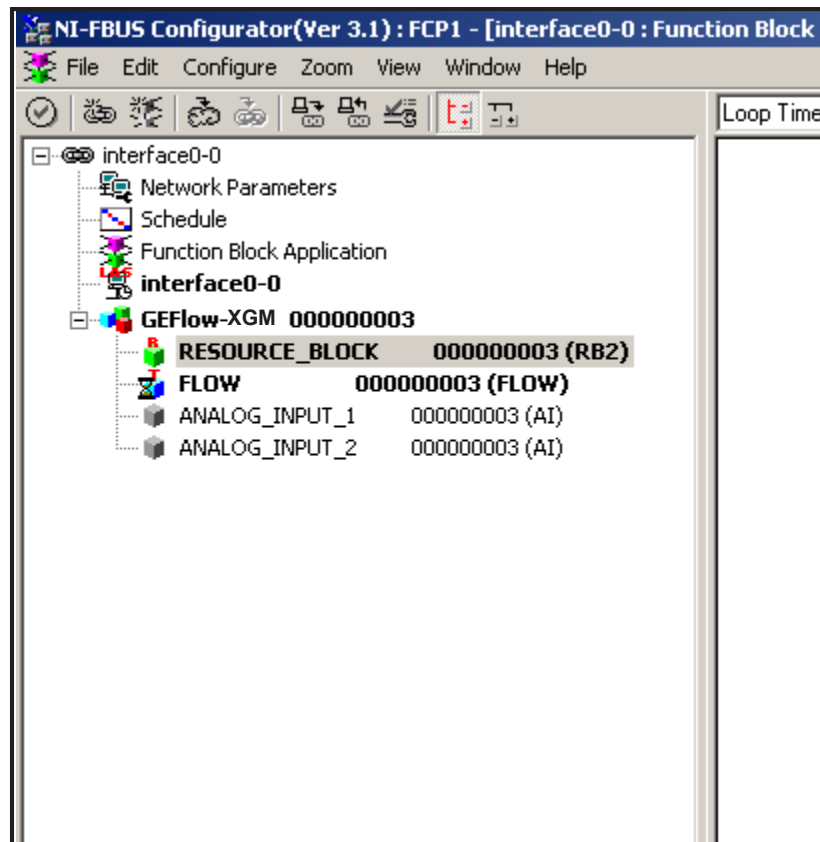 NI-FBUS Configurator(Ver 3.1) : FCP1 - [interface0-0 : Function Block
File Edit Configure Zoom View Window Help
Loop Time
interface0-0
Network Parameters
Schedule
Function Block Application
LAS interface0-0
GEFlow-XGM 000000003
R RESOURCE_BLOCK 000000003 (RB2)
T FLOW 000000003 (FLOW)
ANALOG_INPUT_1 000000003 (AI)
ANALOG_INPUT_2 000000003 (AI)